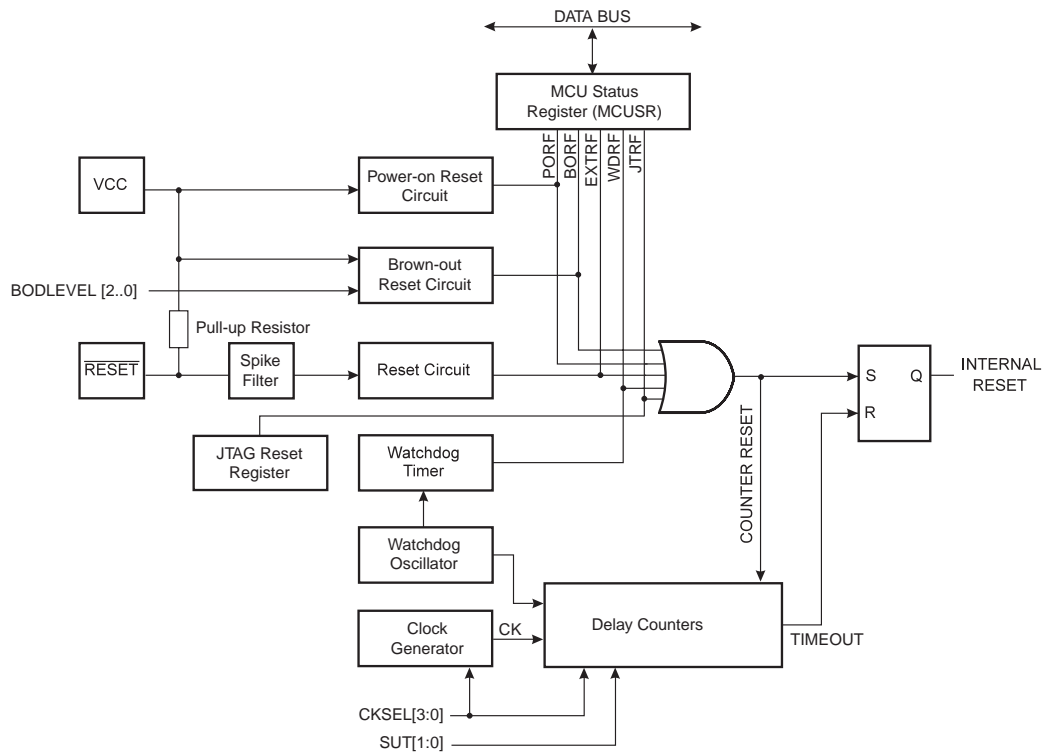 DATA BUS
MCU Status
Register (MCUSR)
PORF
BORF
EXTRF
WDRF
JTRF
VCC
Power-on Reset
Circuit
Brown-out
Reset Circuit
BODLEVEL [2..0]
Pull-up Resistor
RESET
Spike
Filter
Reset Circuit
JTAG Reset
Register
Watchdog
Timer
S
Q
R
INTERNAL
RESET
COUNTER RESET
Watchdog
Oscillator
Clock
Generator
CK
Delay Counters
TIMEOUT
CKSEL[3:0]
SUT[1:0]